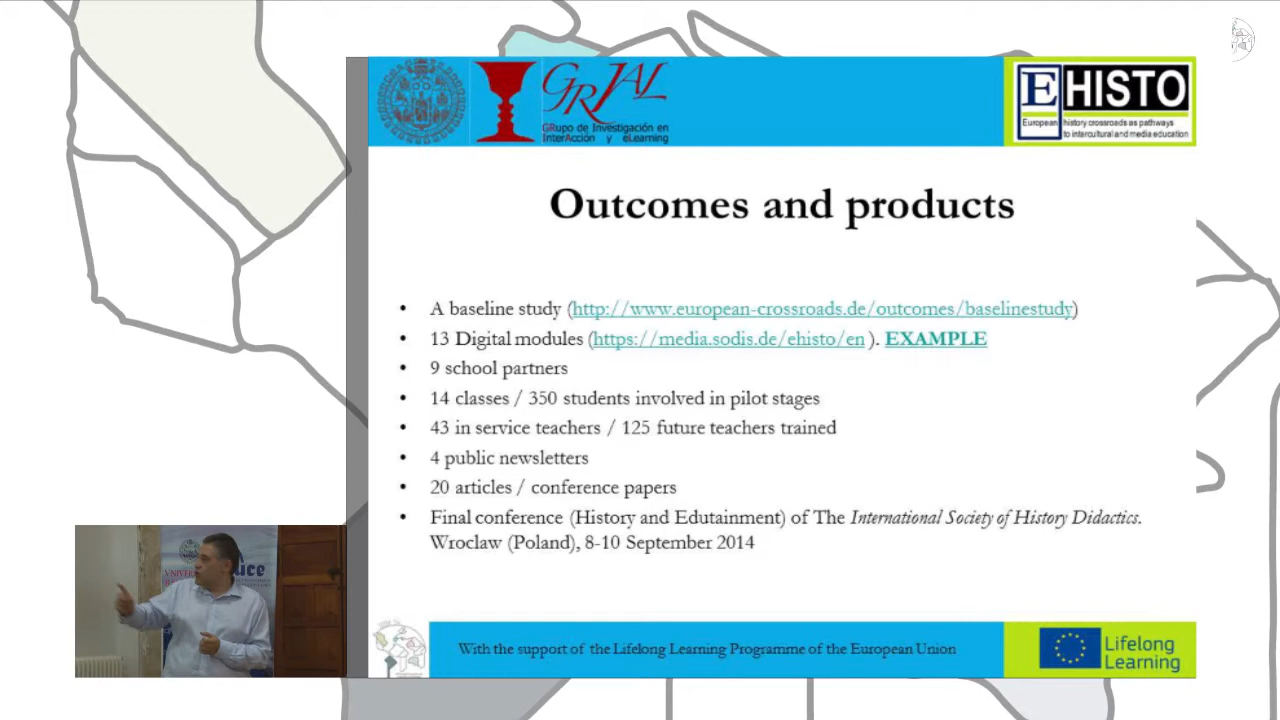 GRIAL
GRupo de Investigación en
InterAcción y eLearning
EHISTO
European history crossroads as pathways
to intercultural and media education
Outcomes and products
• A baseline study (http://www.european-crossroads.de/outcomes/baselinestudy)
• 13 Digital modules (https://media.sodis.de/ehisto/en ). EXAMPLE
• 9 school partners
• 14 classes / 350 students involved in pilot stages
• 43 in service teachers / 125 future teachers trained
• 4 public newsletters
• 20 articles / conference papers
• Final conference (History and Edutainment) of The International Society of History Didactics.
Wroclaw (Poland), 8-10 September 2014
VNIVER
uce
With the support of the Lifelong Learning Programme of the European Union
Lifelong
Learning